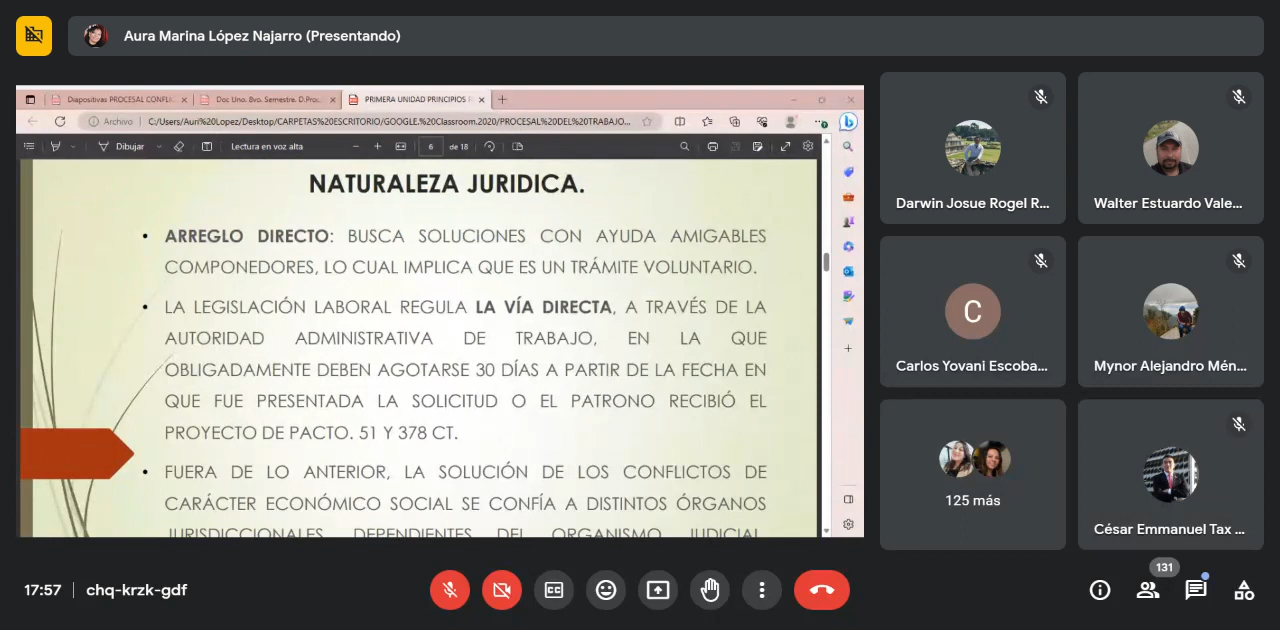 Aura Marina López Najarro (Presentando)
Diapositivas PROCESAL CONFLI
Doc Uno. 8vo. Semestre. D.Proc.
PRIMERA UNIDAD PRINCIPIOS
Archivo C:/Users/Auri%20Lopez/Desktop/CARPETAS%20ESCRITORIO/GOOGLE.%20Classroom.2020/PROCESAL%20DEL%20TRABAJO...
Dibujar Lectura en voz alta 6 de 18
NATURALEZA JURIDICA.
• ARREGLO DIRECTO: BUSCA SOLUCIONES CON AYUDA AMIGABLES
COMPONEDORES, LO CUAL IMPLICA QUE ES UN TRÁMITE VOLUNTARIO.
• LA LEGISLACIÓN LABORAL REGULA LA VÍA DIRECTA, A TRAVÉS DE LA
AUTORIDAD ADMINISTRATIVA DE TRABAJO, EN LA QUE
OBLIGADAMENTE DEBEN AGOTARSE 30 DÍAS A PARTIR DE LA FECHA EN
QUE FUE PRESENTADA LA SOLICITUD O EL PATRONO RECIBIÓ EL
PROYECTO DE PACTO. 51 Y 378 CT.
• FUERA DE LO ANTERIOR, LA SOLUCIÓN DE LOS CONFLICTOS DE
CARÁCTER ECONÓMICO SOCIAL SE CONFÍA A DISTINTOS ÓRGANOS
JURISDICCIONALES DEPENDIENTES DEL ORGANISMO JUDICIAL
Darwin Josue Rogel R...
Walter Estuardo Vale...
C
Carlos Yovani Escoba...
Mynor Alejandro Mén...
125 más
César Emmanuel Tax ...
17:57 chq-krzk-gdf
131